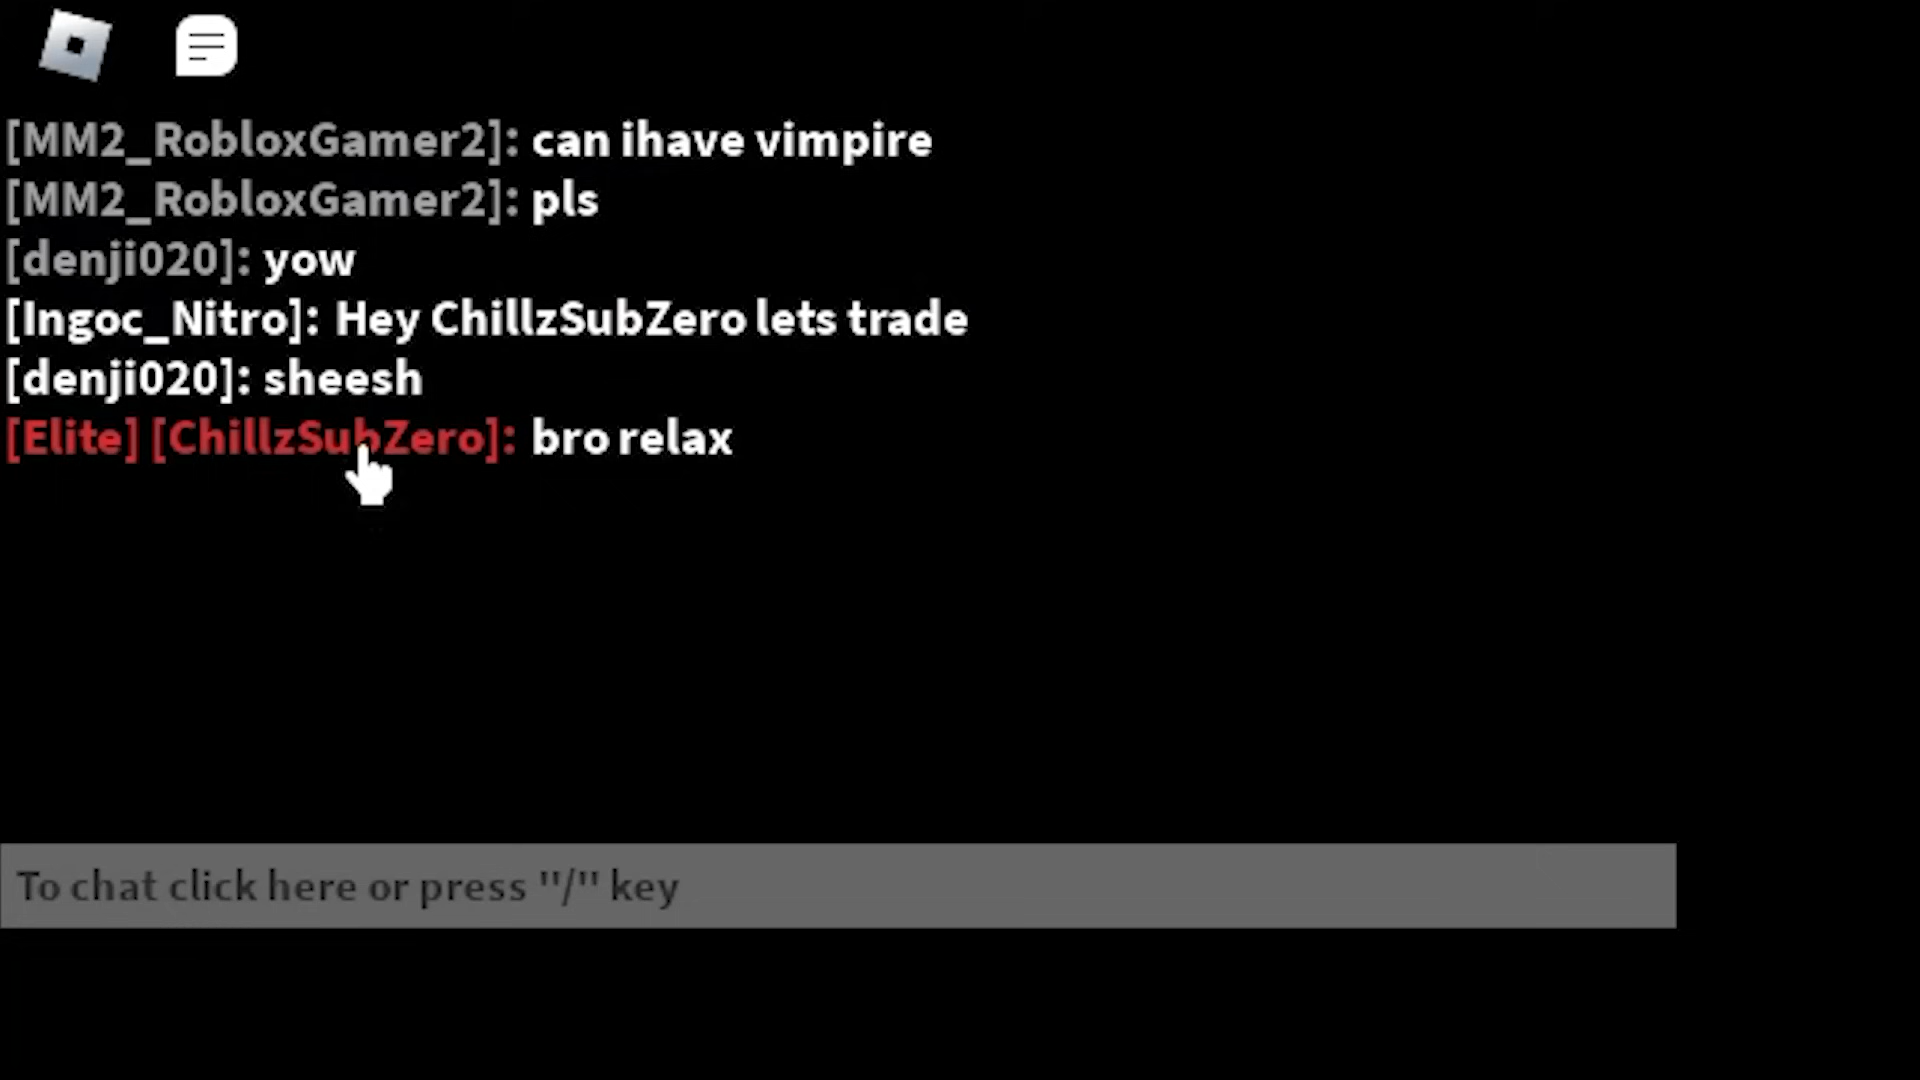 [MM2_RobloxGamer2]: can ihave vimpire
[MM2_RobloxGamer2]: pls
[denji020]: yow
[Ingoc_Nitro]: Hey ChillzSubZero lets trade
[denji020]: sheesh
[Elite] [ChillzSubZero]: bro relax
To chat click here or press "/" key